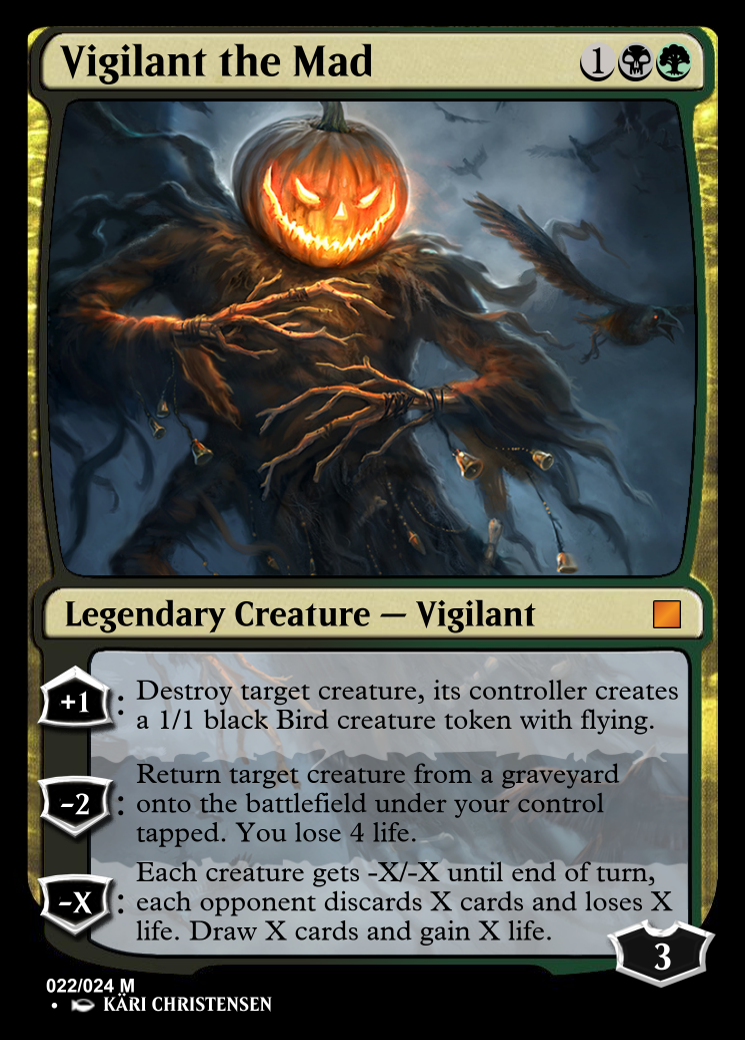 Vigilant the Mad 1
Legendary Creature — Vigilant
+1: Destroy target creature, its controller creates
a 1/1 black Bird creature token with flying.
Return target creature from a graveyard
-2: onto the battlefield under your control
tapped. You lose 4 life.
Each creature gets -X/-X until end of turn,
-X: each opponent discards X cards and loses X
life. Draw X cards and gain X life.
3
022/024 M
• KÄRI CHRISTENSEN